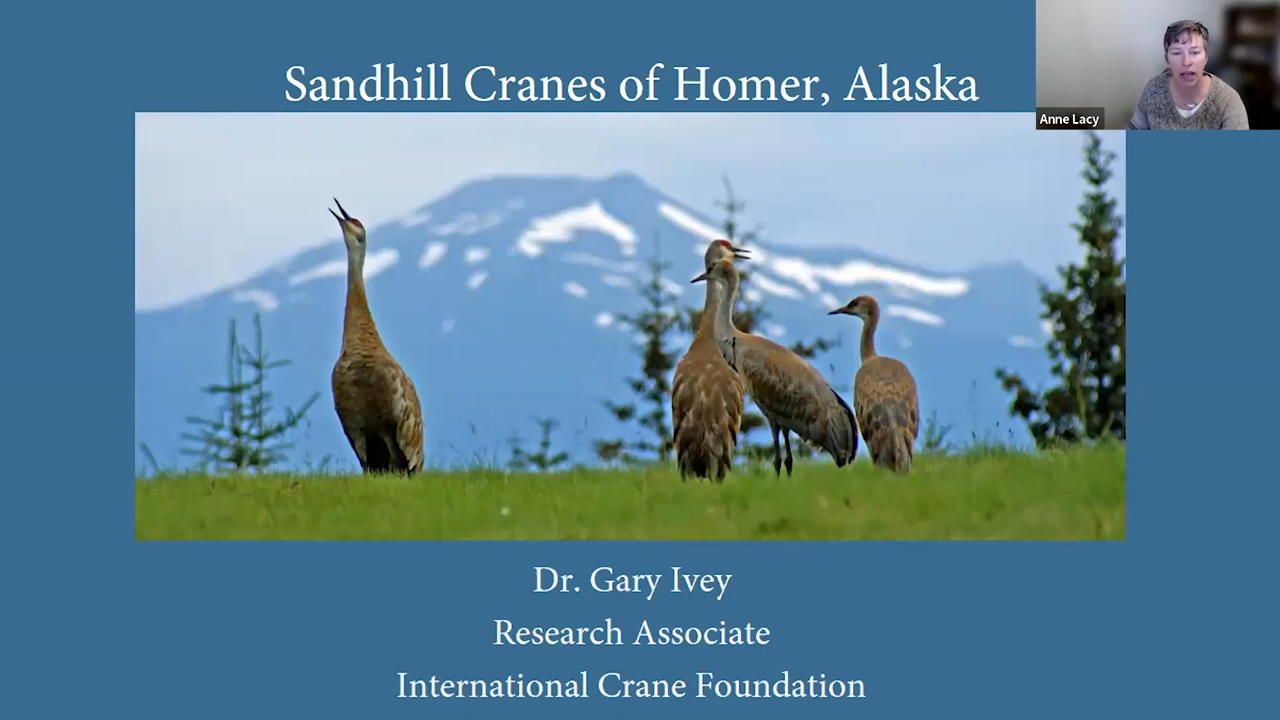 Sandhill Cranes of Homer, Alaska
Anne Lacy
Dr. Gary Ivey
Research Associate
International Crane Foundation